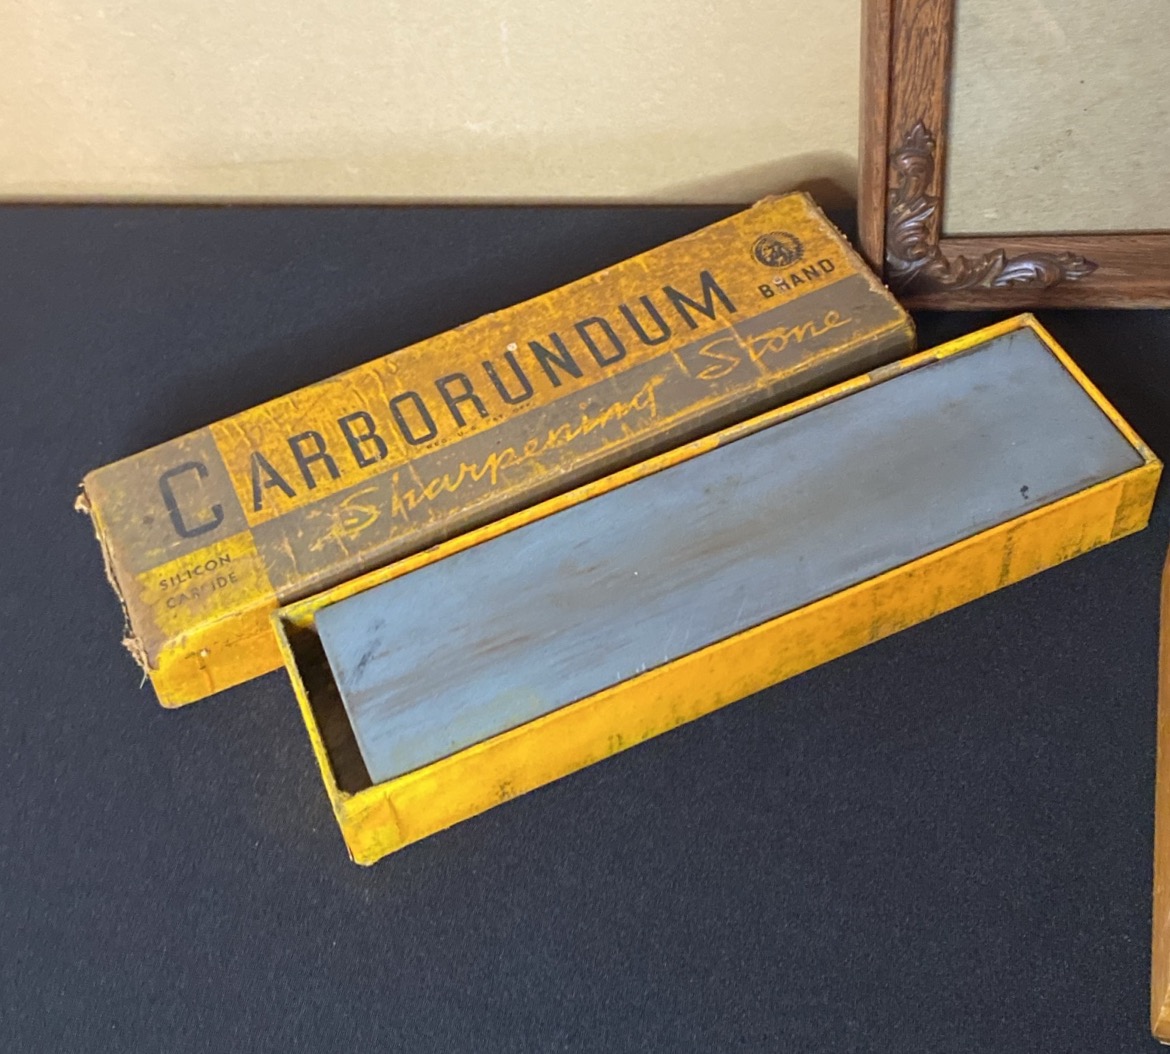 CARBORUNDUM
BRAND
Sharpening Stone
SILICON
CARBIDE